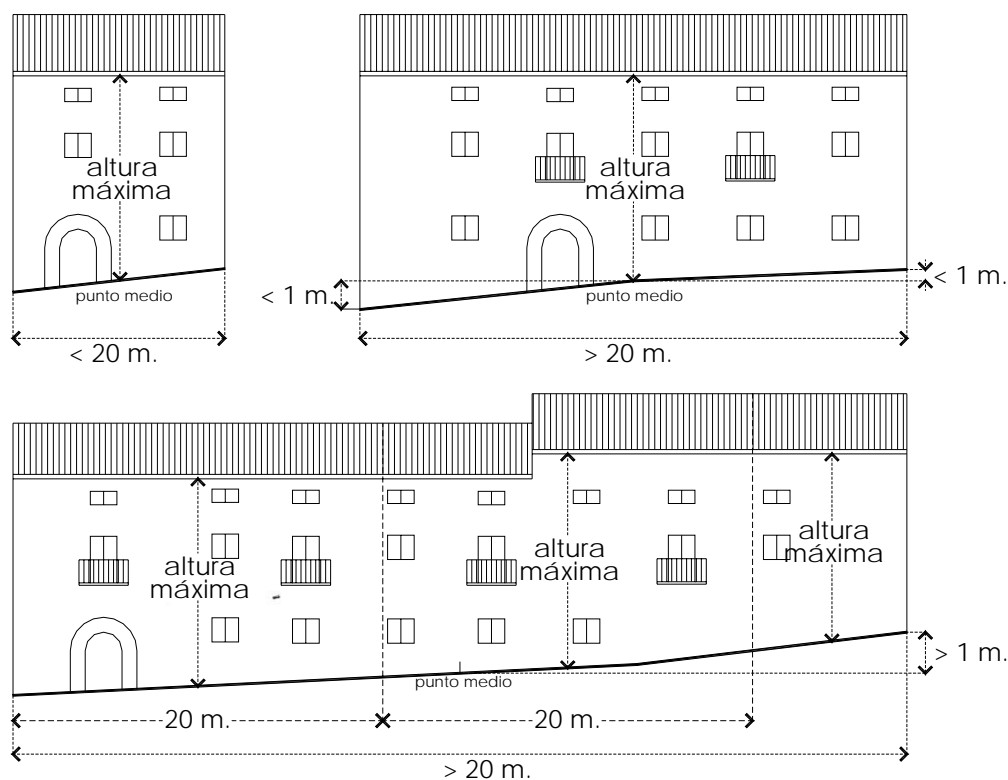 altura
máxima
punto medio
< 20 m.
altura
máxima
< 1 m.
punto medio
< 1 m.
> 20 m.
altura
máxima
altura
máxima
altura
máxima
punto medio
> 1 m.
20 m.
20 m.
> 20 m.